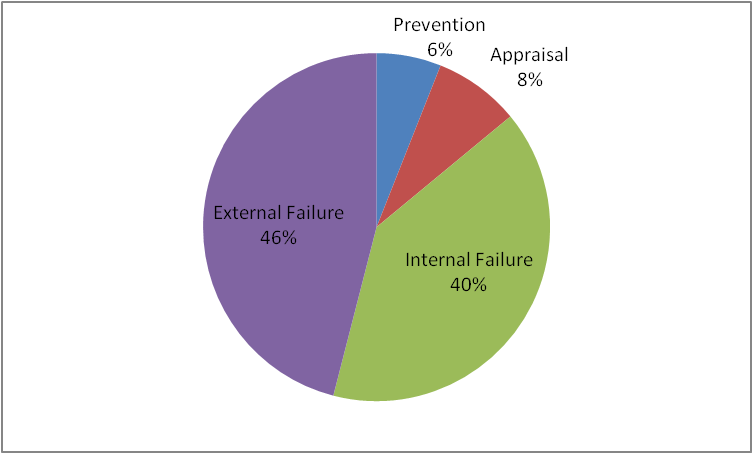 Prevention
6%
Appraisal
8%
Internal Failure
40%
External Failure
46%